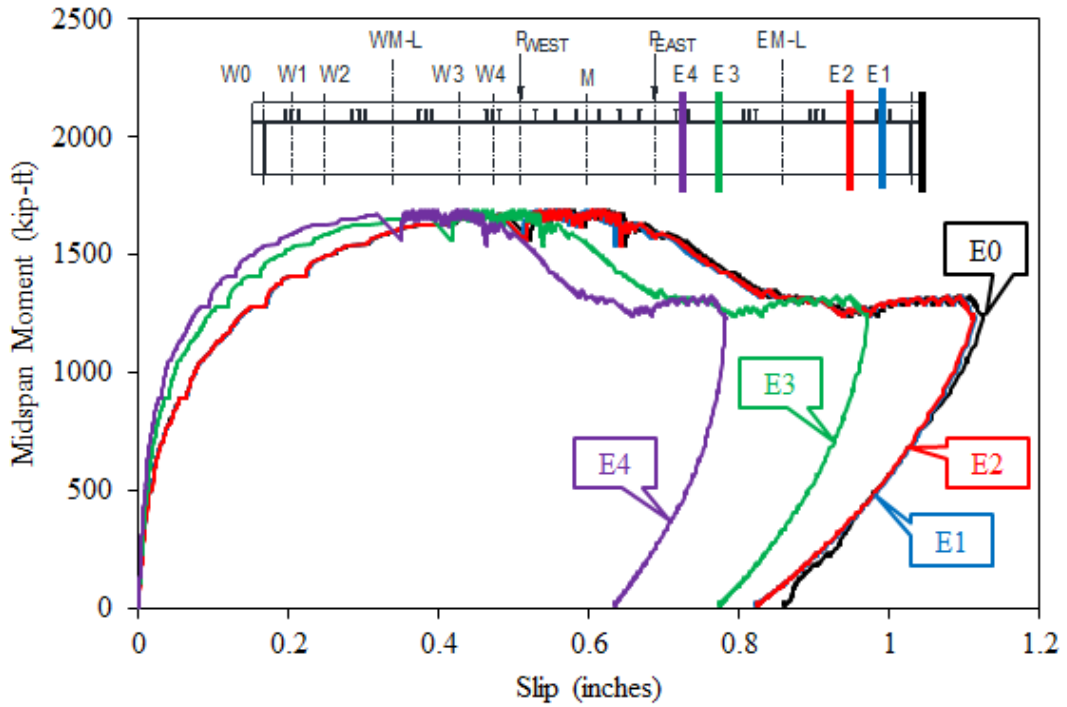 2500
2000
1500
1000
500
0
Midspan Moment (kip-ft)
WM-L PWEST PEAST EM-L
W0 W1 W2 W3 W4 M E4 E3 E2 E1
E0
E3
E4
E2
E1
0 0.2 0.4 0.6 0.8 1 1.2
Slip (inches)